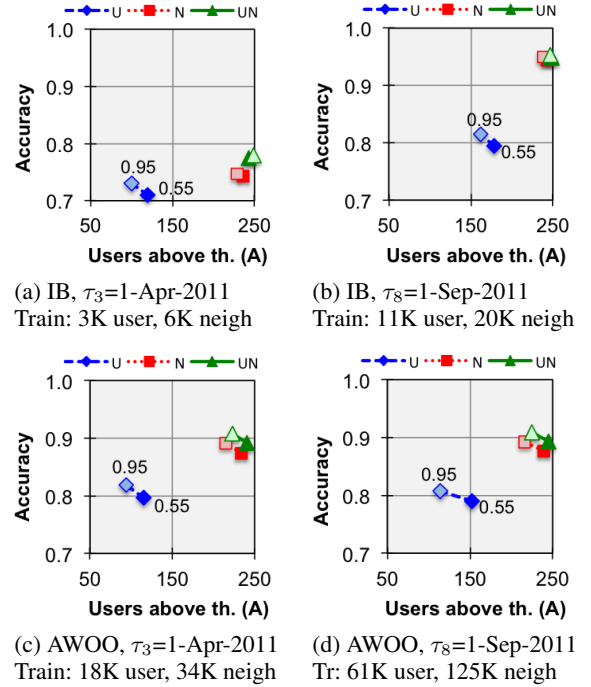 U N UN
U N UN
1.0
0.9
0.8
0.7
Accuracy
0.95
0.55
50 150 250
Users above th. (A)
1.0
0.9
0.8
0.7
Accuracy
0.95
0.55
50 150 250
Users above th. (A)
(a) IB, τ3=1-Apr-2011
Train: 3K user, 6K neigh
(b) IB, τ8=1-Sep-2011
Train: 11K user, 20K neigh
U N UN
U N UN
1.0
0.9
0.8
0.7
Accuracy
0.95
0.55
50 150 250
Users above th. (A)
1.0
0.9
0.8
0.7
Accuracy
0.95
0.55
50 150 250
Users above th. (A)
(c) AWOO, τ3=1-Apr-2011
Train: 18K user, 34K neigh
(d) AWOO, τ8=1-Sep-2011
Tr: 61K user, 125K neigh